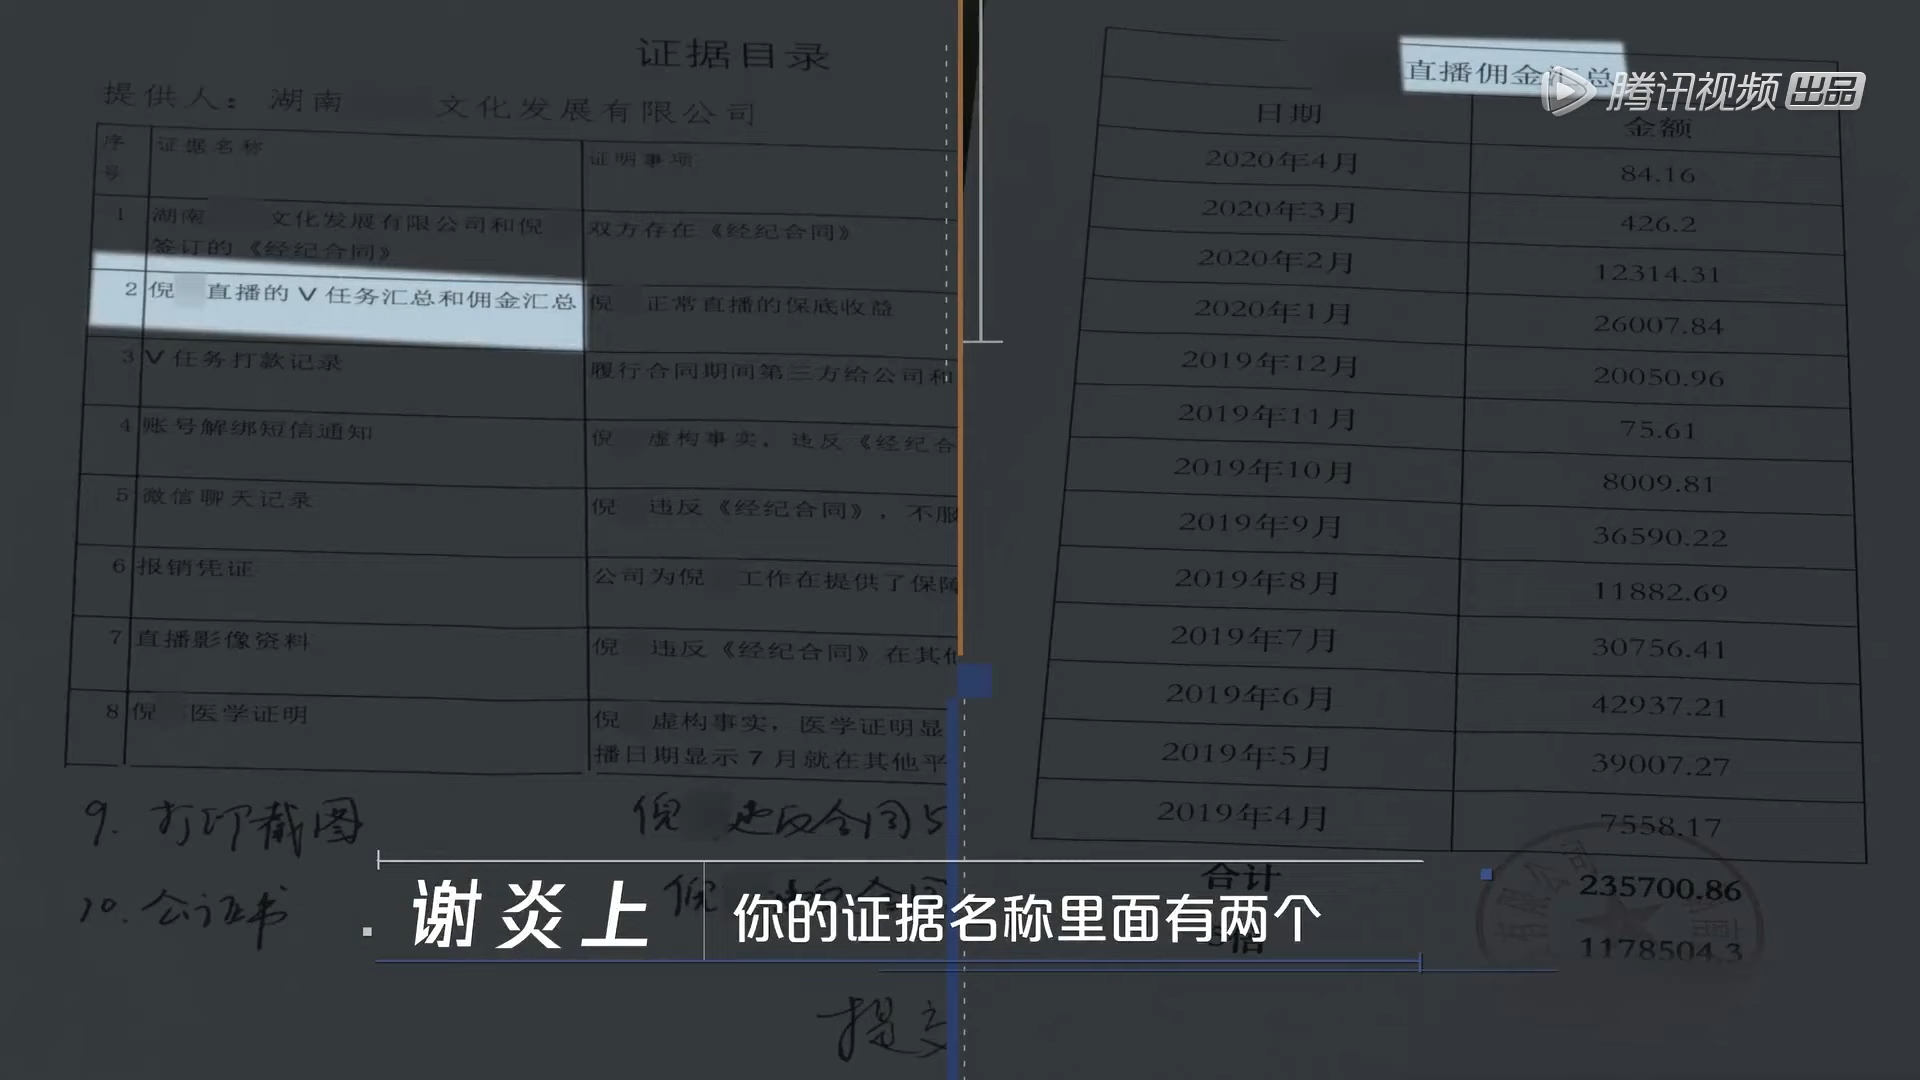 证据目录
提供人：湖南 文化发展有限公司
序号 证据名称 证明事项
1 湖南 文化发展有限公司和倪 签订的《经纪合同》 双方存在《经纪合同》
2 倪 直播的V任务汇总和佣金汇总 倪 正常直播的保底收益
3 V任务打款记录 履行合同期间第三方给公司和
4 账号解绑短信通知 倪 虚构事实，违反《经纪合
5 微信聊天记录 倪 违反《经纪合同》，不服
6 报销凭证 公司为倪 工作在提供了保障
7 直播影像资料 倪 违反《经纪合同》在其他
8 倪 医学证明 倪 虚构事实，医学证明显
播日期显示7月就在其他平
9. 打印截图 倪 违反合同与
10. 公证书 倪
提交
直播佣金汇总
腾讯视频 出品
日期 金额
2020年4月 84.16
2020年3月 426.2
2020年2月 12314.31
2020年1月 26007.84
2019年12月 20050.96
2019年11月 75.61
2019年10月 8009.81
2019年9月 36590.22
2019年8月 11882.69
2019年7月 30756.41
2019年6月 42937.21
2019年5月 39007.27
2019年4月 7558.17
合计 235700.86
1178504.3
谢炎上 你的证据名称里面有两个